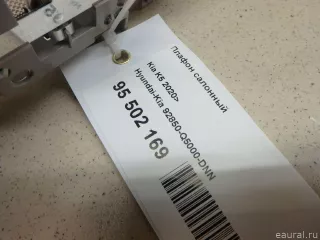 Плафон салонный
Kia K5 2020>
Hyundai-Kia 92850-Q5000-DNN
95 502 169
© eaural.ru